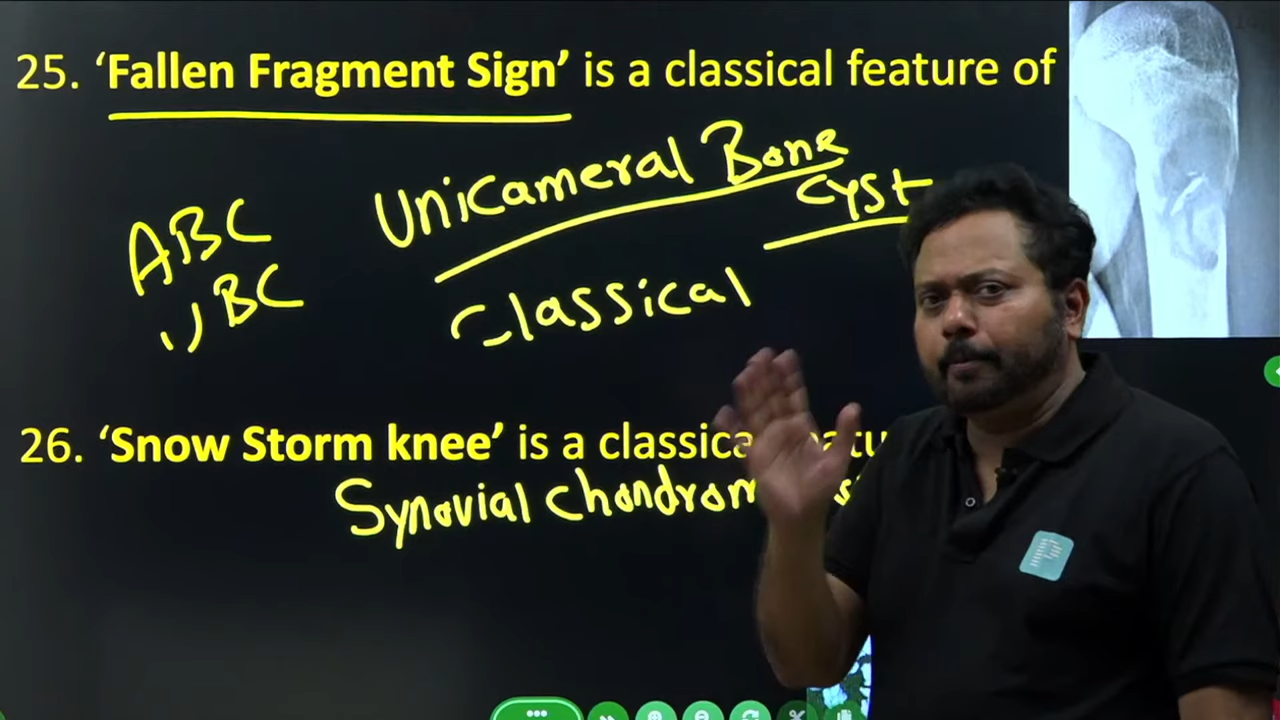 25. ‘Fallen Fragment Sign’ is a classical feature of
Unicameral Bone
Cyst
ABC
UBC
Classical
26. ‘Snow Storm knee’ is a classica
Synovial Chondrom